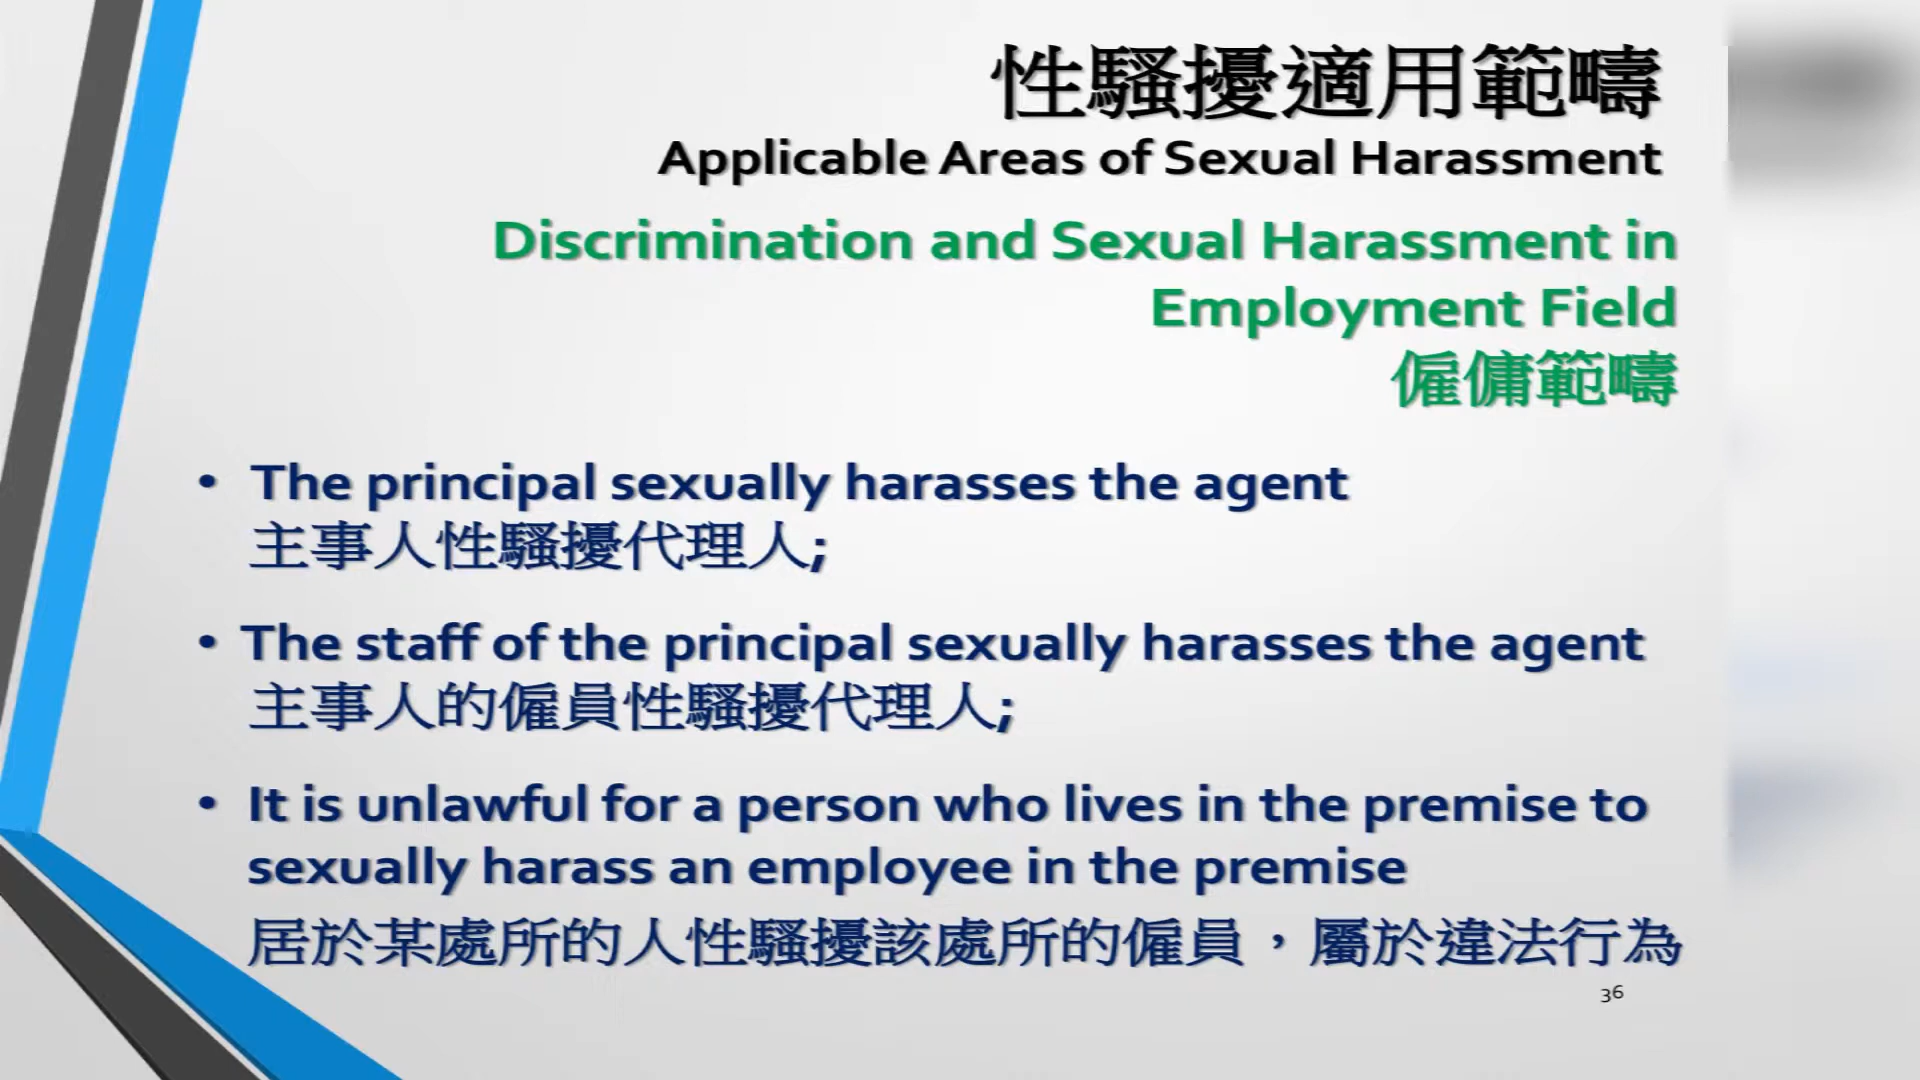 性騷擾適用範疇
Applicable Areas of Sexual Harassment
Discrimination and Sexual Harassment in
Employment Field
僱傭範疇
• The principal sexually harasses the agent
主事人性騷擾代理人;
• The staff of the principal sexually harasses the agent
主事人的僱員性騷擾代理人;
• It is unlawful for a person who lives in the premise to
sexually harass an employee in the premise
居於某處所的人性騷擾該處所的僱員，屬於違法行為
36